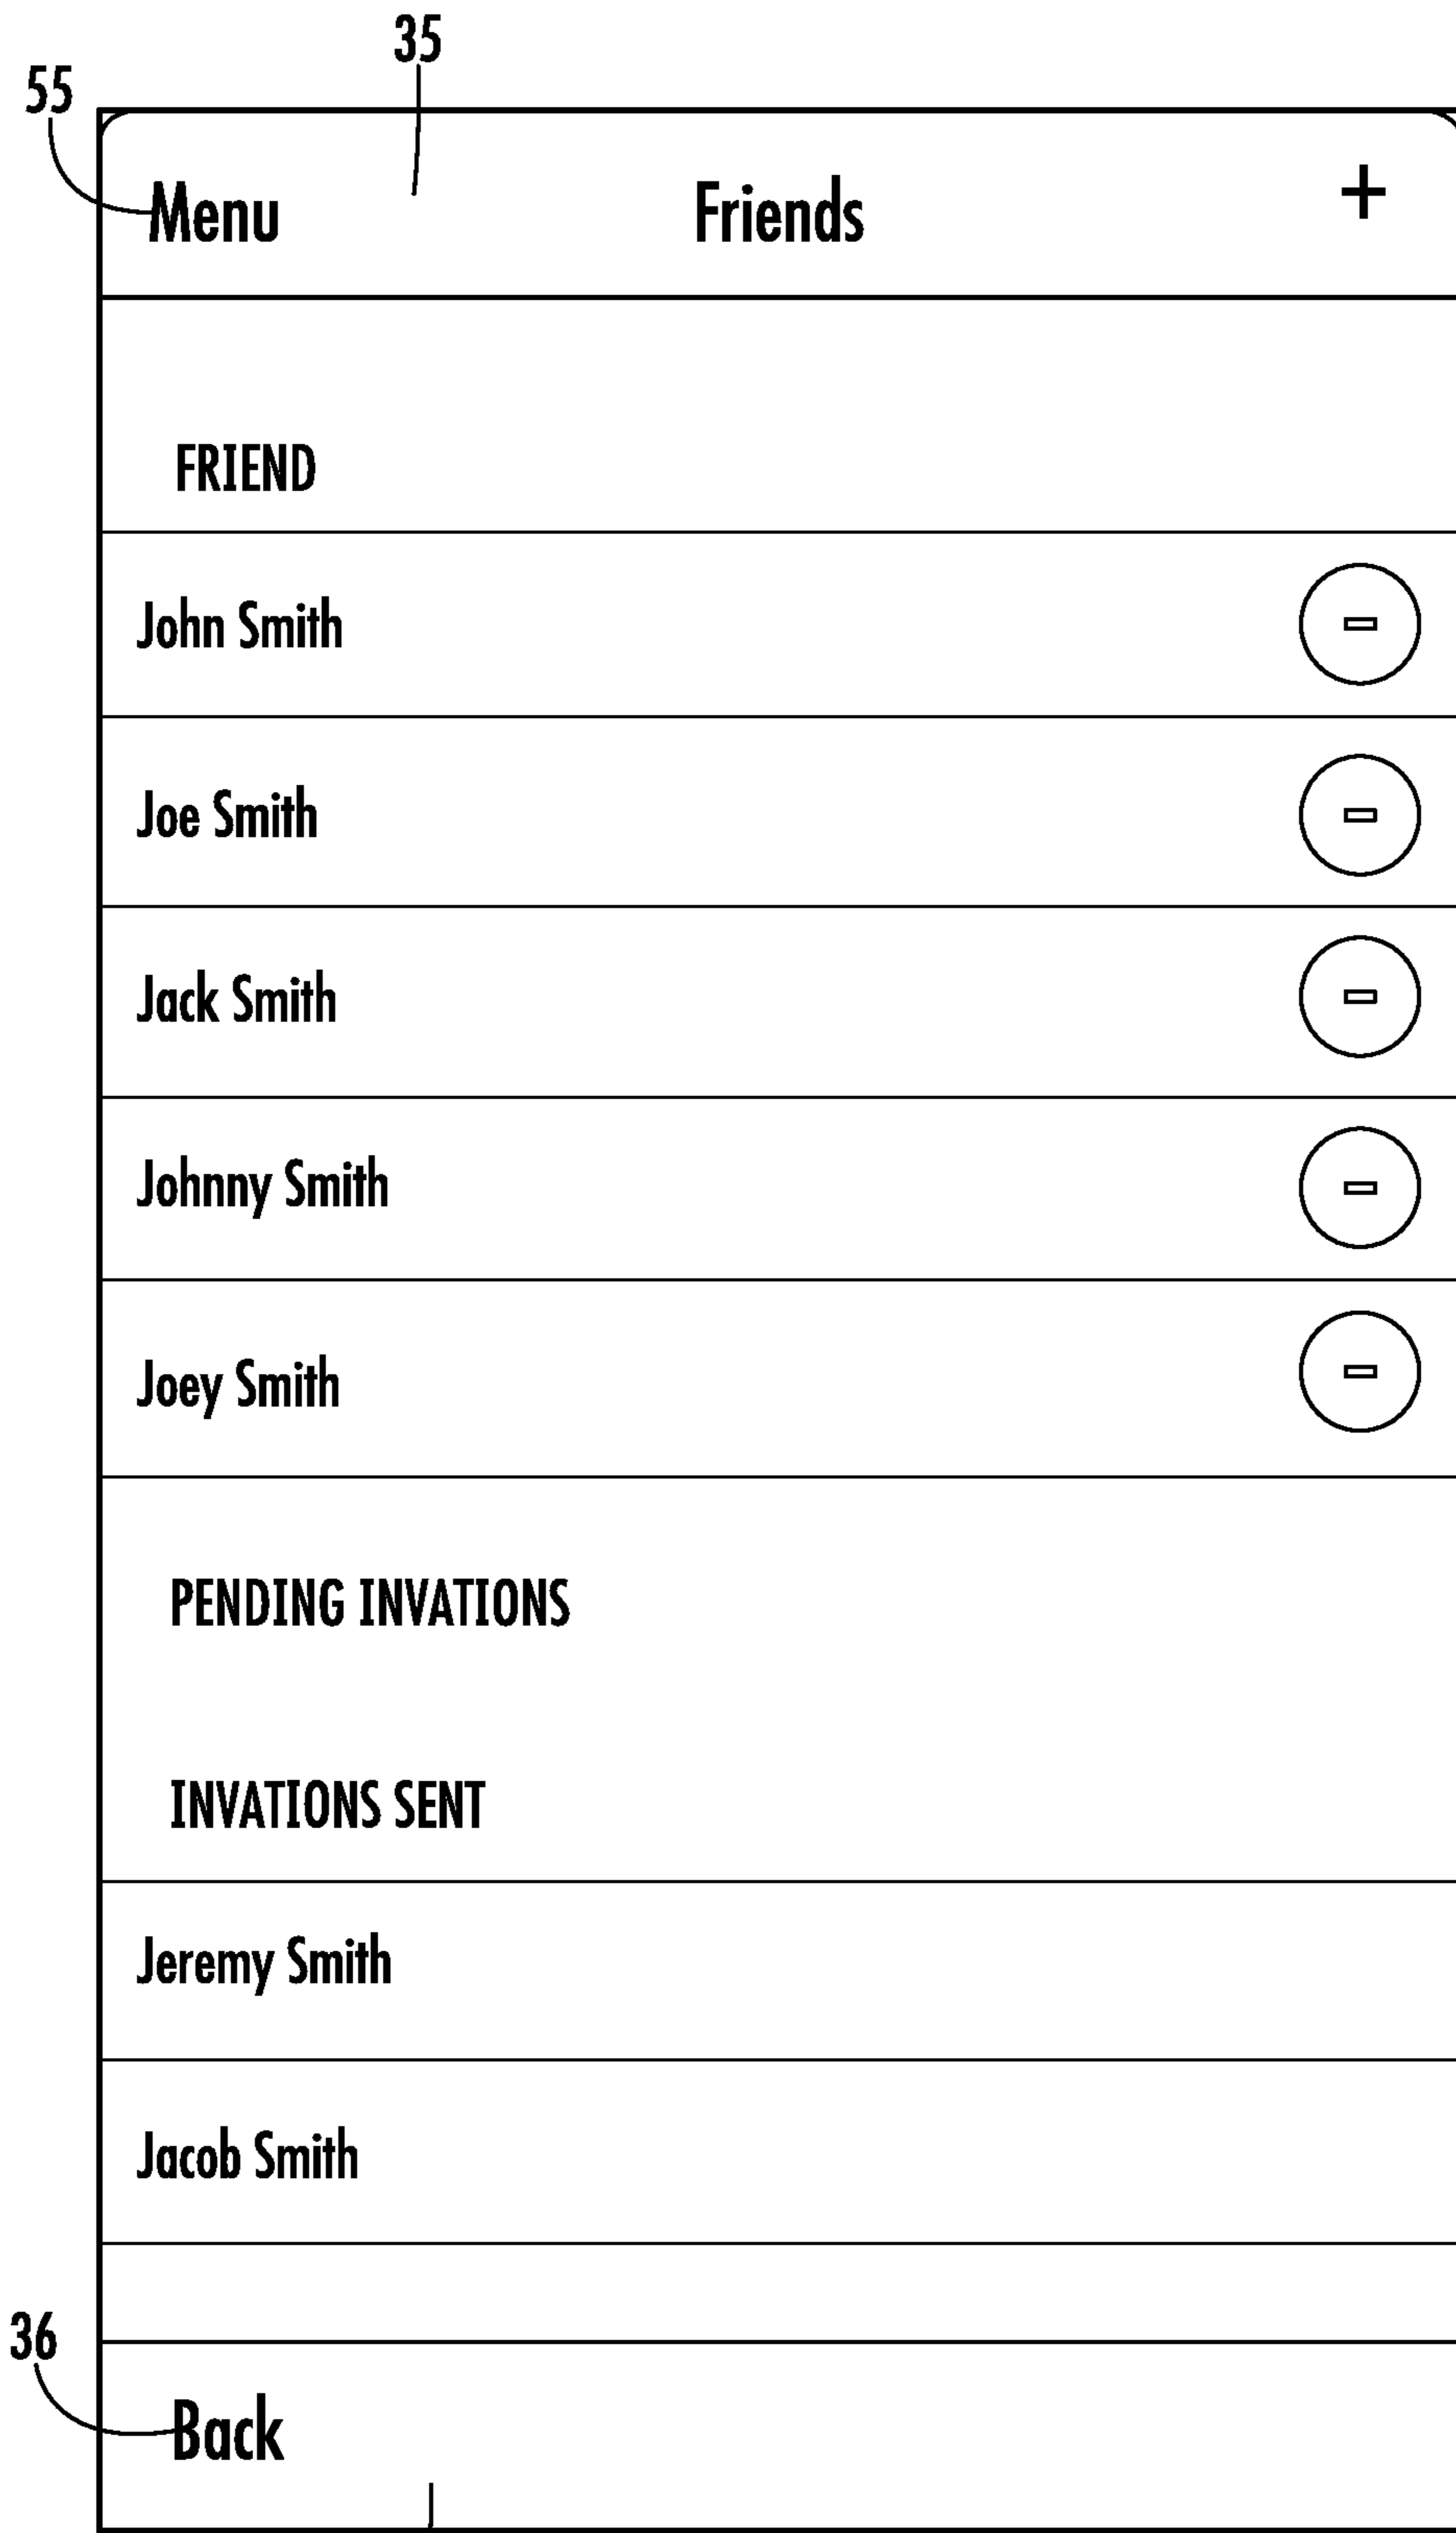 35
55
Menu Friends +
FRIEND
John Smith -
Joe Smith -
Jack Smith -
Johnny Smith -
Joey Smith -
PENDING INVATIONS
INVATIONS SENT
Jeremy Smith
Jacob Smith
36
Back